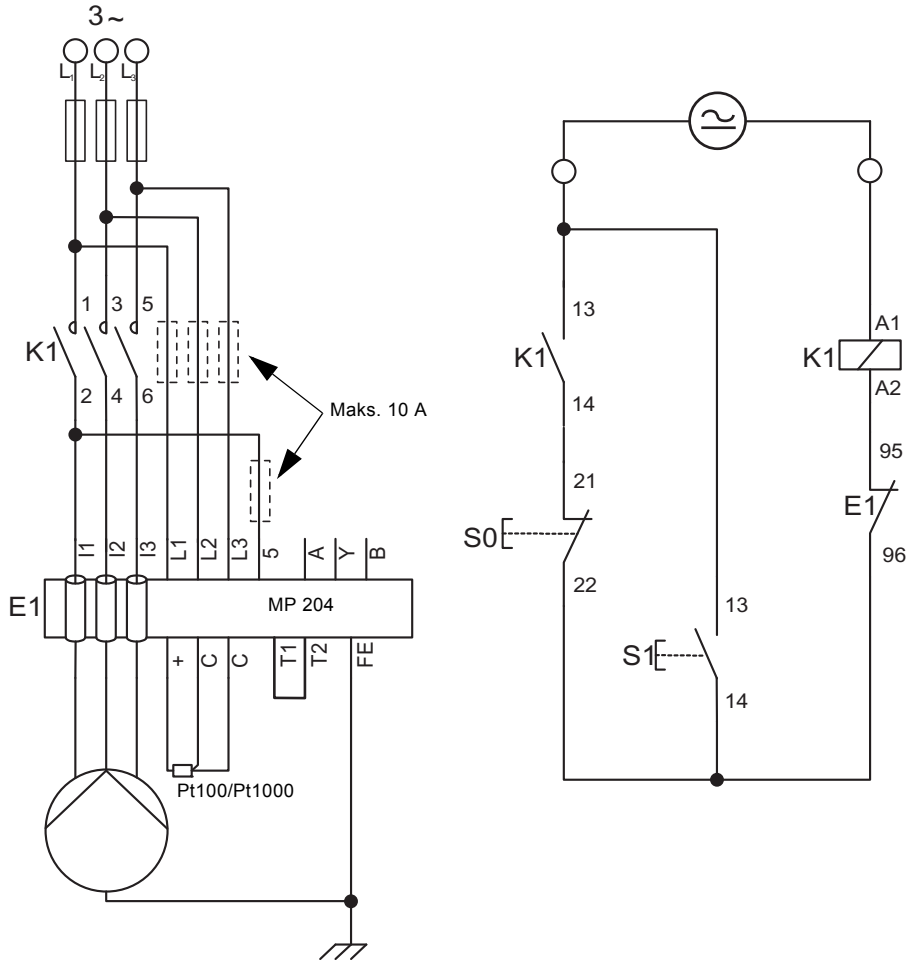 3 ~
L1 L2 L3
1 3 5
K1
2 4 6
Maks. 10 A
I1 I2 I3 L1 L2 L3 5 A Y B
E1
MP 204
+ C C T1 T2 FE
Pt100/Pt1000
13
K1
14
21
S0
22
13
S1
14
A1
K1
A2
95
E1
96